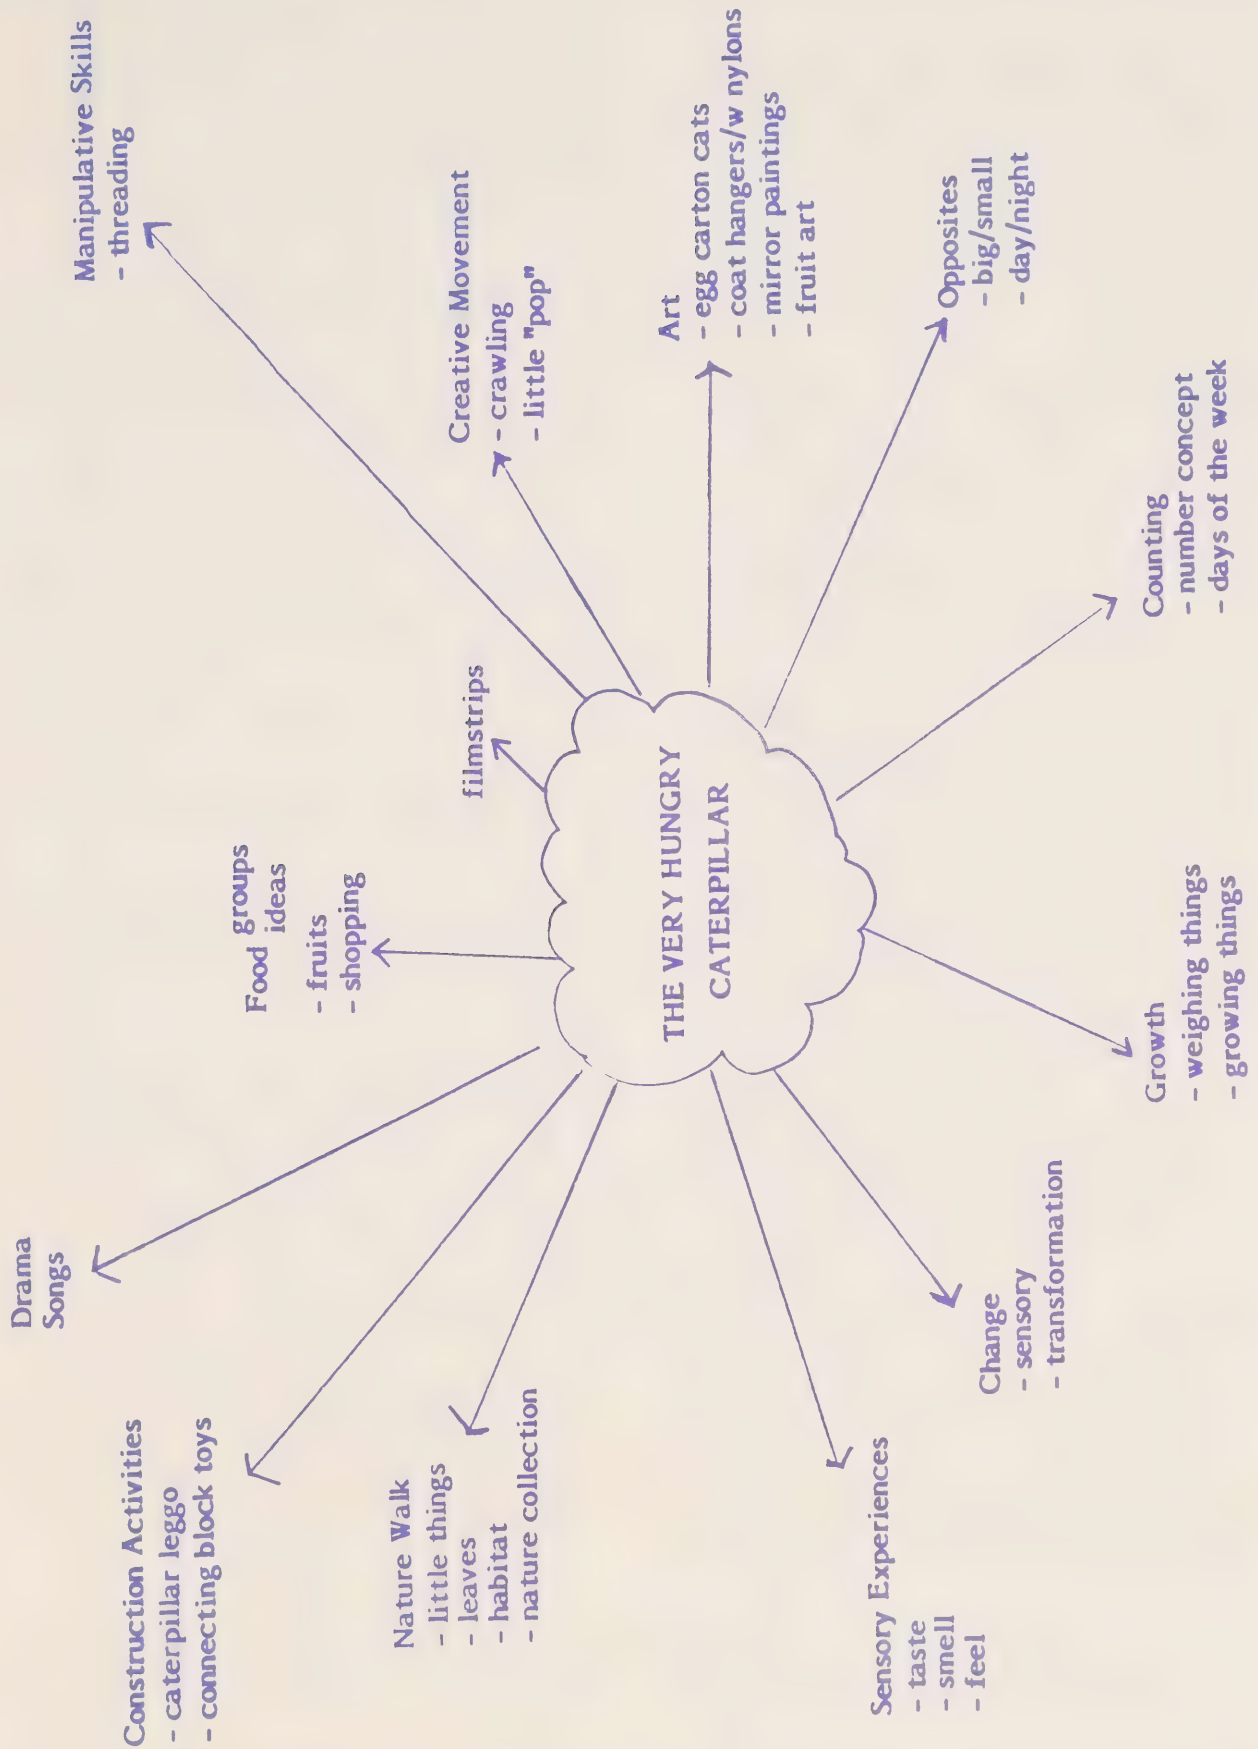 Drama
Songs
Construction Activities
- caterpillar leggo
- connecting block toys
Manipulative Skills
- threading
Food groups
ideas
- fruits
- shopping
Nature Walk
- little things
- leaves
- habitat
- nature collection
filmstrips
Creative Movement
- crawling
- little "pop"
THE VERY HUNGRY
CATERPILLAR
Art
- egg carton cats
- coat hangers/w nylons
- mirror paintings
- fruit art
Sensory Experiences
- taste
- smell
- feel
Change
- sensory
- transformation
Opposites
- big/small
- day/night
Growth
- weighing things
- growing things
Counting
- number concept
- days of the week